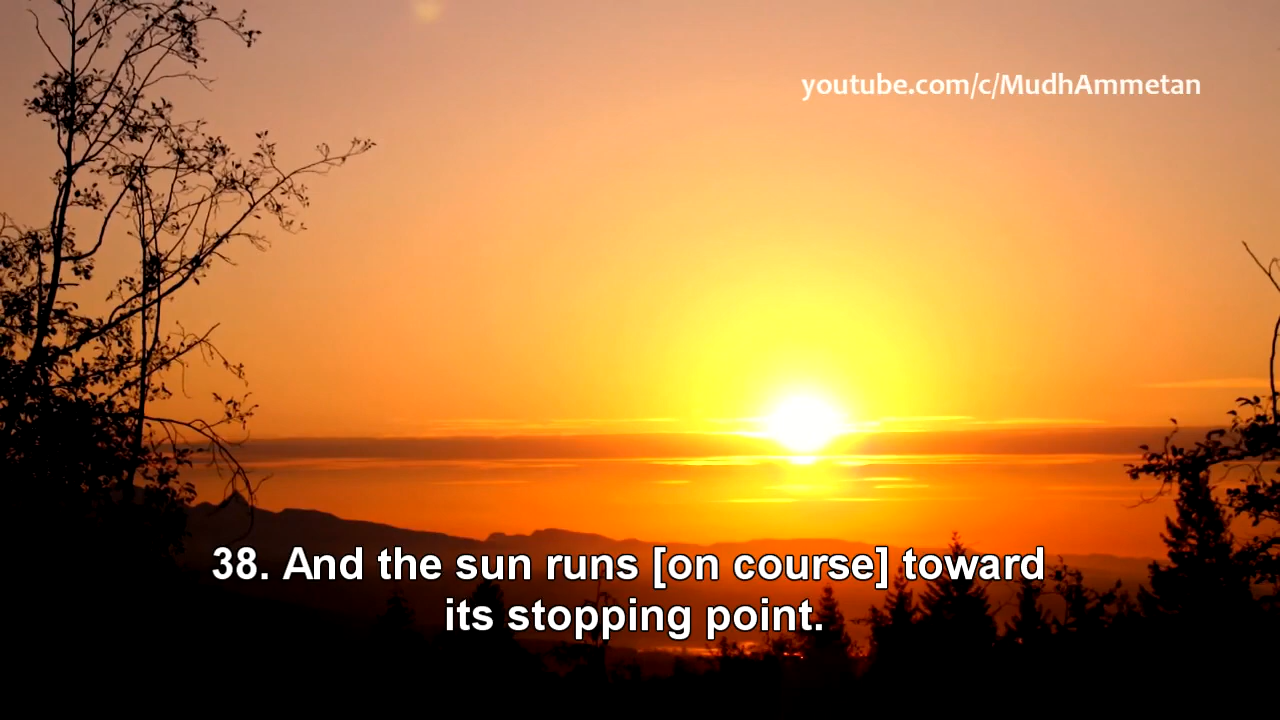 youtube.com/c/MudhAmmetan
38. And the sun runs [on course] toward
its stopping point.